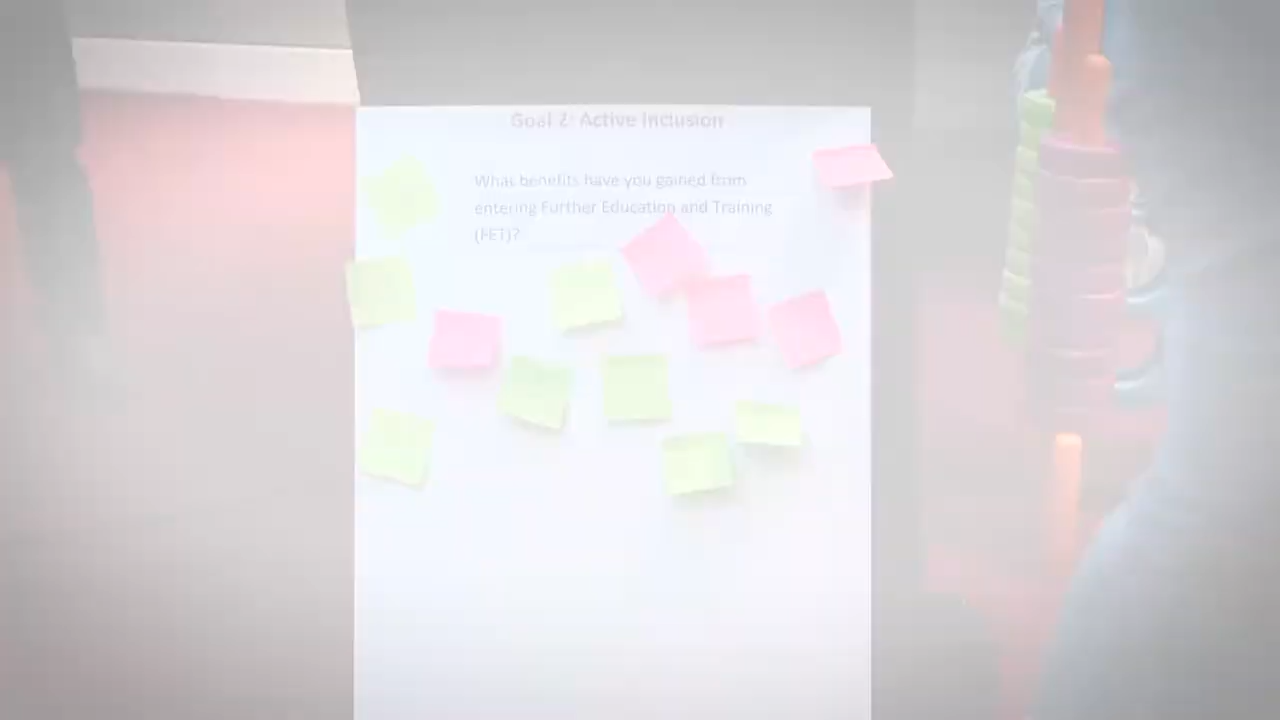 Goal 2: Active Inclusion
What benefits have you gained from
entering Further Education and Training
(FET)?